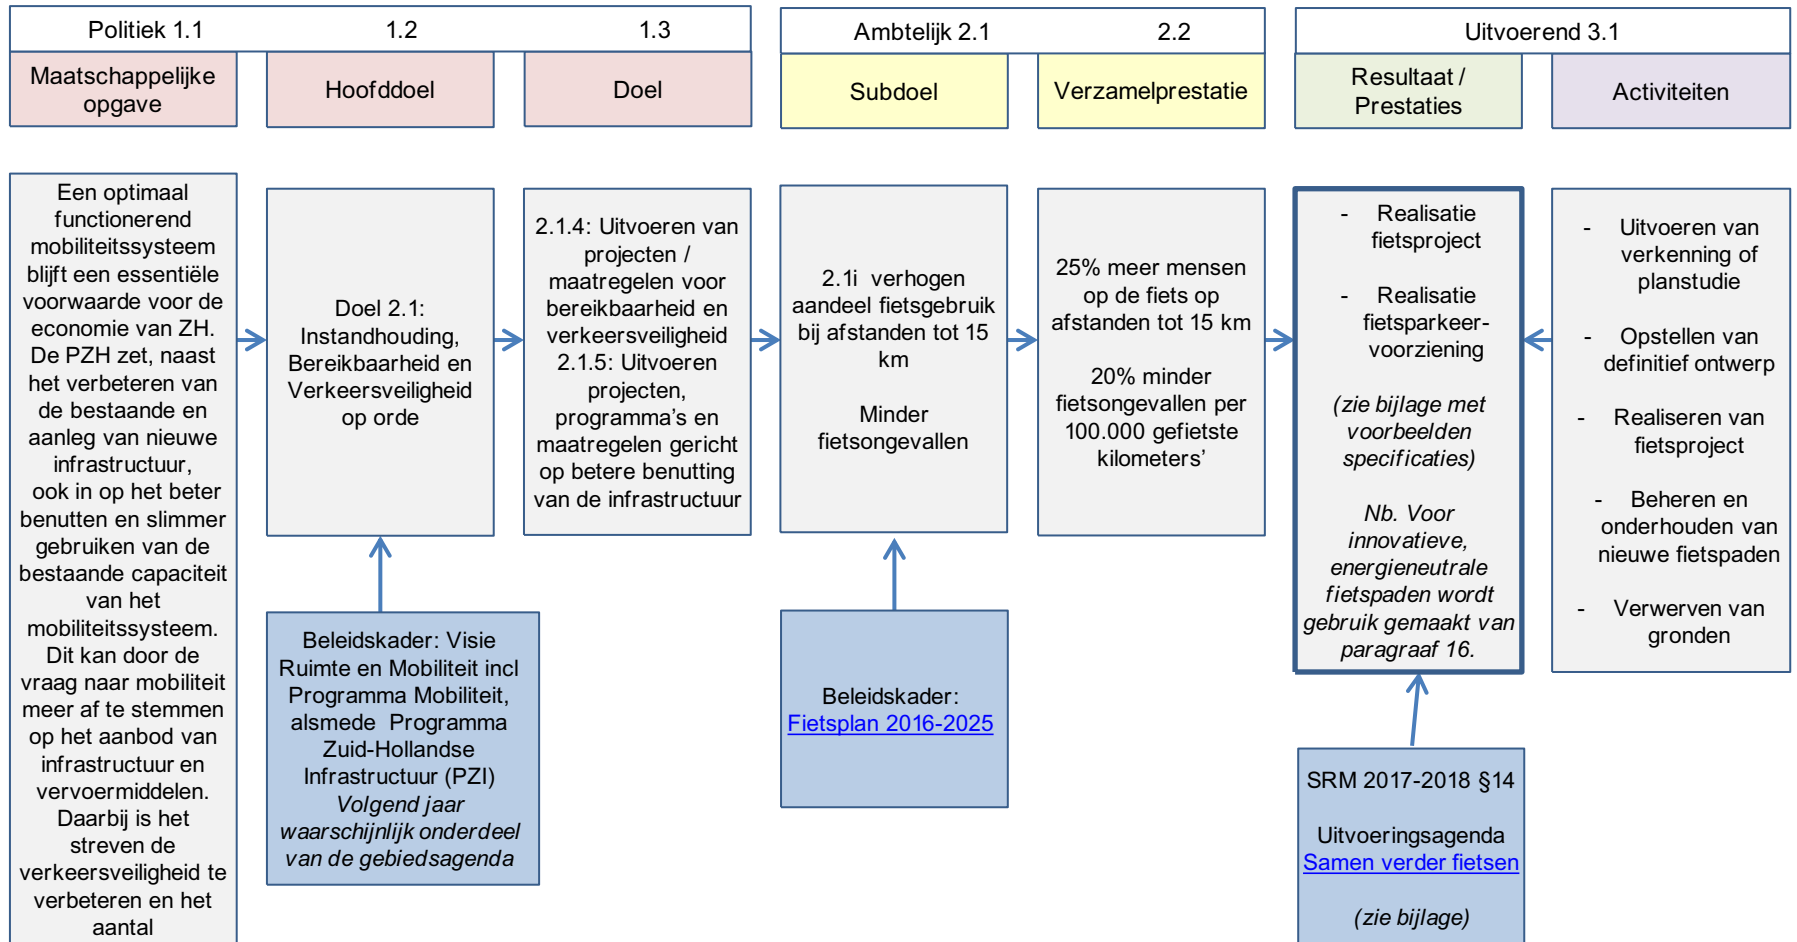 Politiek 1.1
1.2
1.3
Ambtelijk 2.1
2.2
Uitvoerend 3.1
Maatschappelijke
opgave
Hoofddoel
Doel
Subdoel
Verzamelprestatie
Resultaat /
Prestaties
Activiteiten
Een optimaal
functionerend
mobiliteitssysteem
blijft een essentiële
voorwaarde voor de
economie van ZH.
De PZH zet, naast
het verbeteren van
de bestaande en
aanleg van nieuwe
infrastructuur,
ook in op het beter
benutten en slimmer
gebruiken van de
bestaande capaciteit
van het
mobiliteitssysteem.
Dit kan door de
vraag naar mobiliteit
meer af te stemmen
op het aanbod van
infrastructuur en
vervoermiddelen.
Daarbij is het
streven de
verkeersveiligheid te
verbeteren en het
aantal
Doel 2.1:
Instandhouding,
Bereikbaarheid en
Verkeersveiligheid
op orde
Beleidskader: Visie
Ruimte en Mobiliteit incl
Programma Mobiliteit,
alsmede Programma
Zuid-Hollandse
Infrastructuur (PZI)
Volgend jaar
waarschijnlijk onderdeel
van de gebiedsagenda
2.1.4: Uitvoeren van
projecten /
maatregelen voor
bereikbaarheid en
verkeersveiligheid
2.1.5: Uitvoeren
projecten,
programma's en
maatregelen gericht
op betere benutting
van de infrastructuur
2.1i verhogen
aandeel fietsgebruik
bij afstanden tot 15
km
Minder
fietsongevallen
Beleidskader:
Fietsplan 2016-2025
25% meer mensen
op de fiets op
afstanden tot 15 km
20% minder
fietsongevallen per
100.000 gefietste
kilometers’
- Realisatie
fietsproject
- Realisatie
fietsparkeer-
voorziening
(zie bijlage met
voorbeelden
specificaties)
Nb. Voor
innovatieve,
energieneutrale
fietspaden wordt
gebruik gemaakt van
paragraaf 16.
SRM 2017-2018 §14
Uitvoeringsagenda
Samen verder fietsen
(zie bijlage)
- Uitvoeren van
verkenning of
planstudie
- Opstellen van
definitief ontwerp
- Realiseren van
fietsproject
- Beheren en
onderhouden van
nieuwe fietspaden
- Verwerven van
gronden